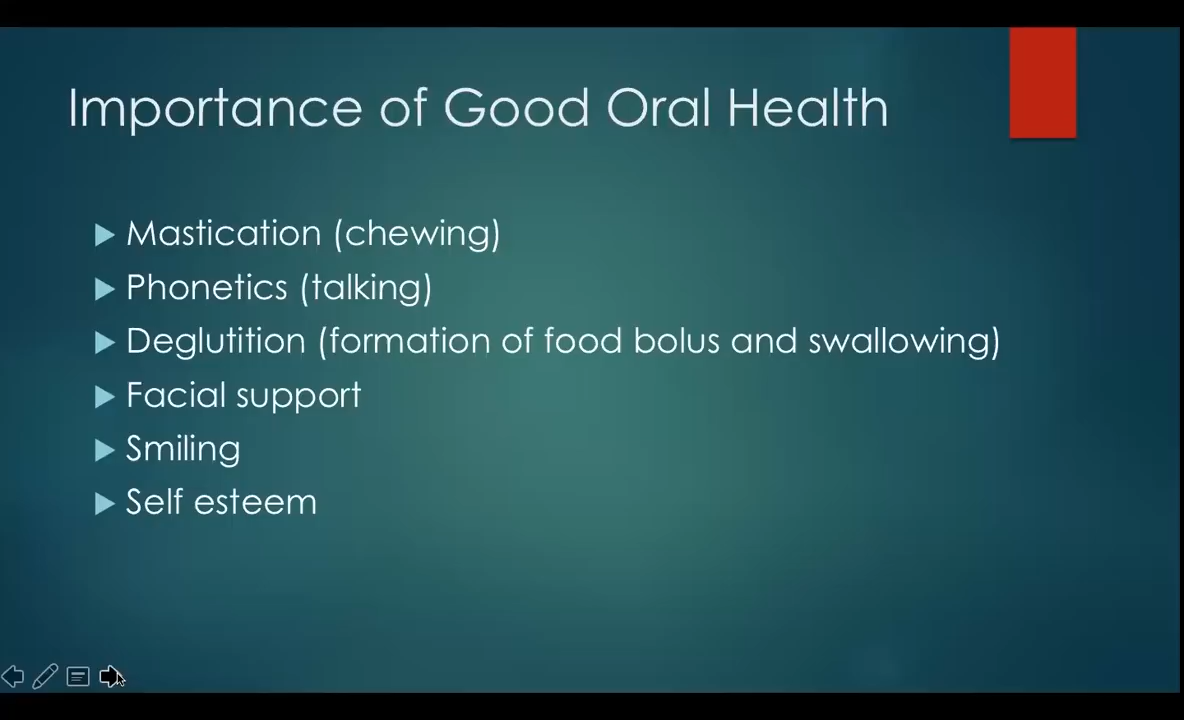 Importance of Good Oral Health
Mastication (chewing)
Phonetics (talking)
Deglutition (formation of food bolus and swallowing)
Facial support
Smiling
Self esteem